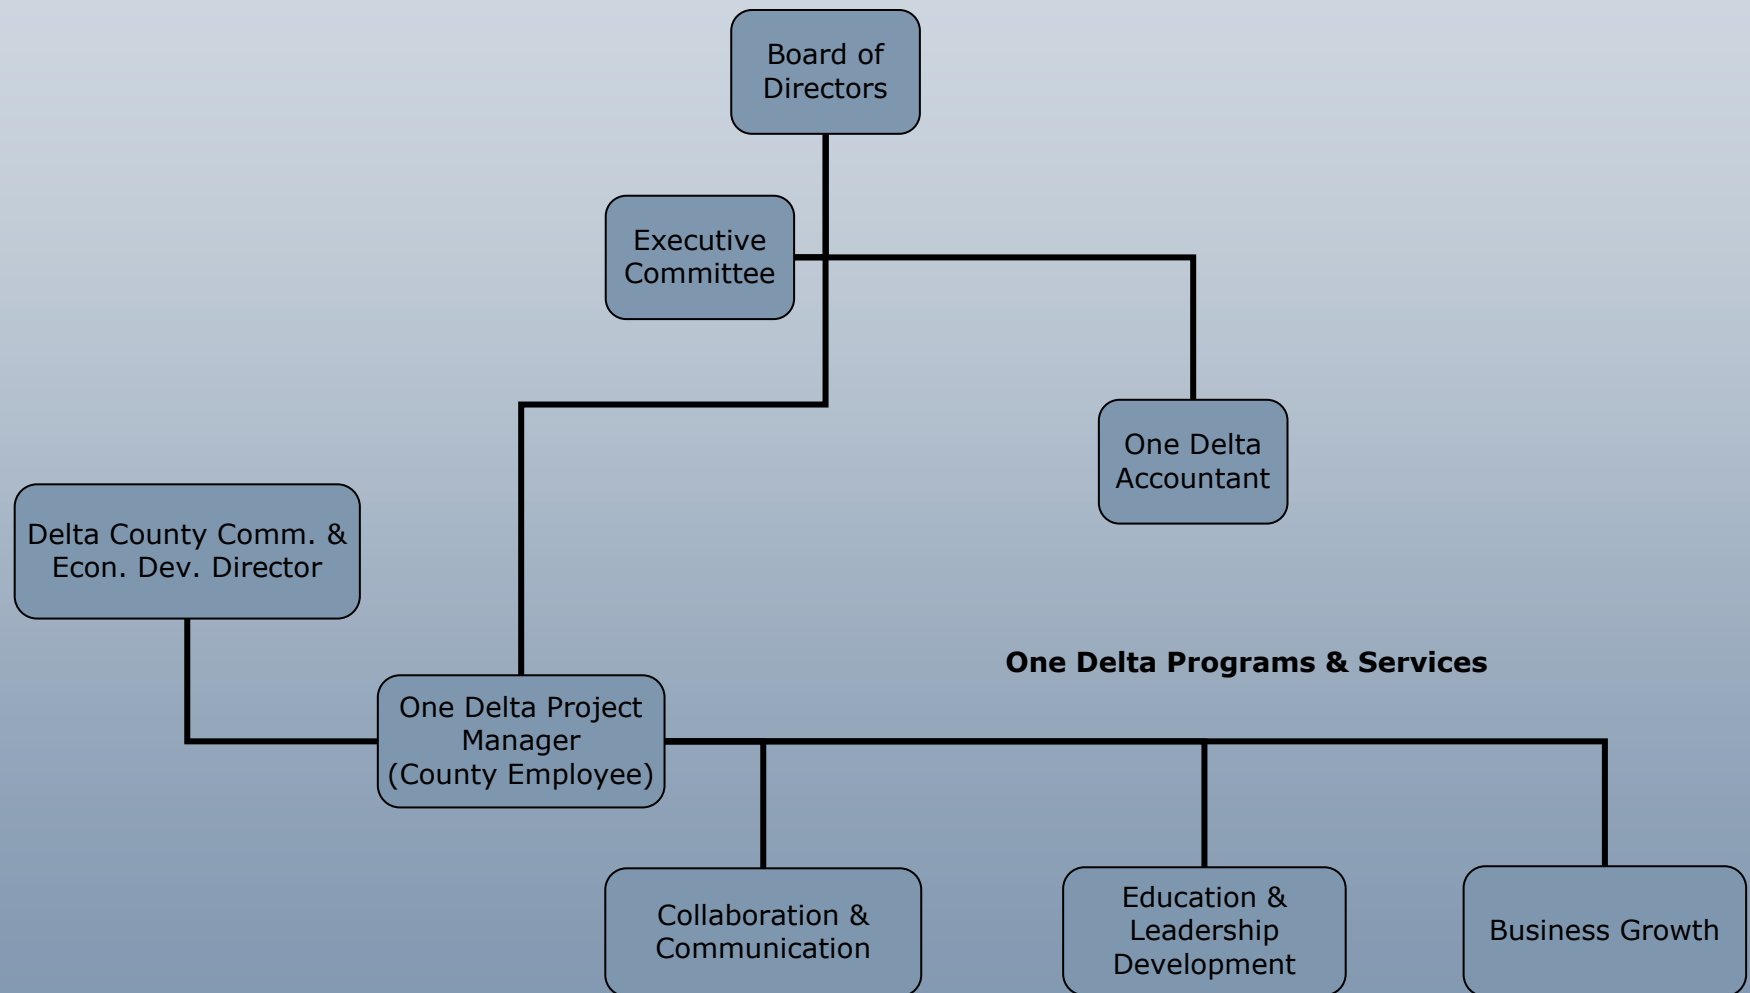 Board of
Directors
Executive
Committee
One Delta
Accountant
Delta County Comm. &
Econ. Dev. Director
One Delta Programs & Services
One Delta Project
Manager
(County Employee)
Collaboration &
Communication
Education &
Leadership
Development
Business Growth